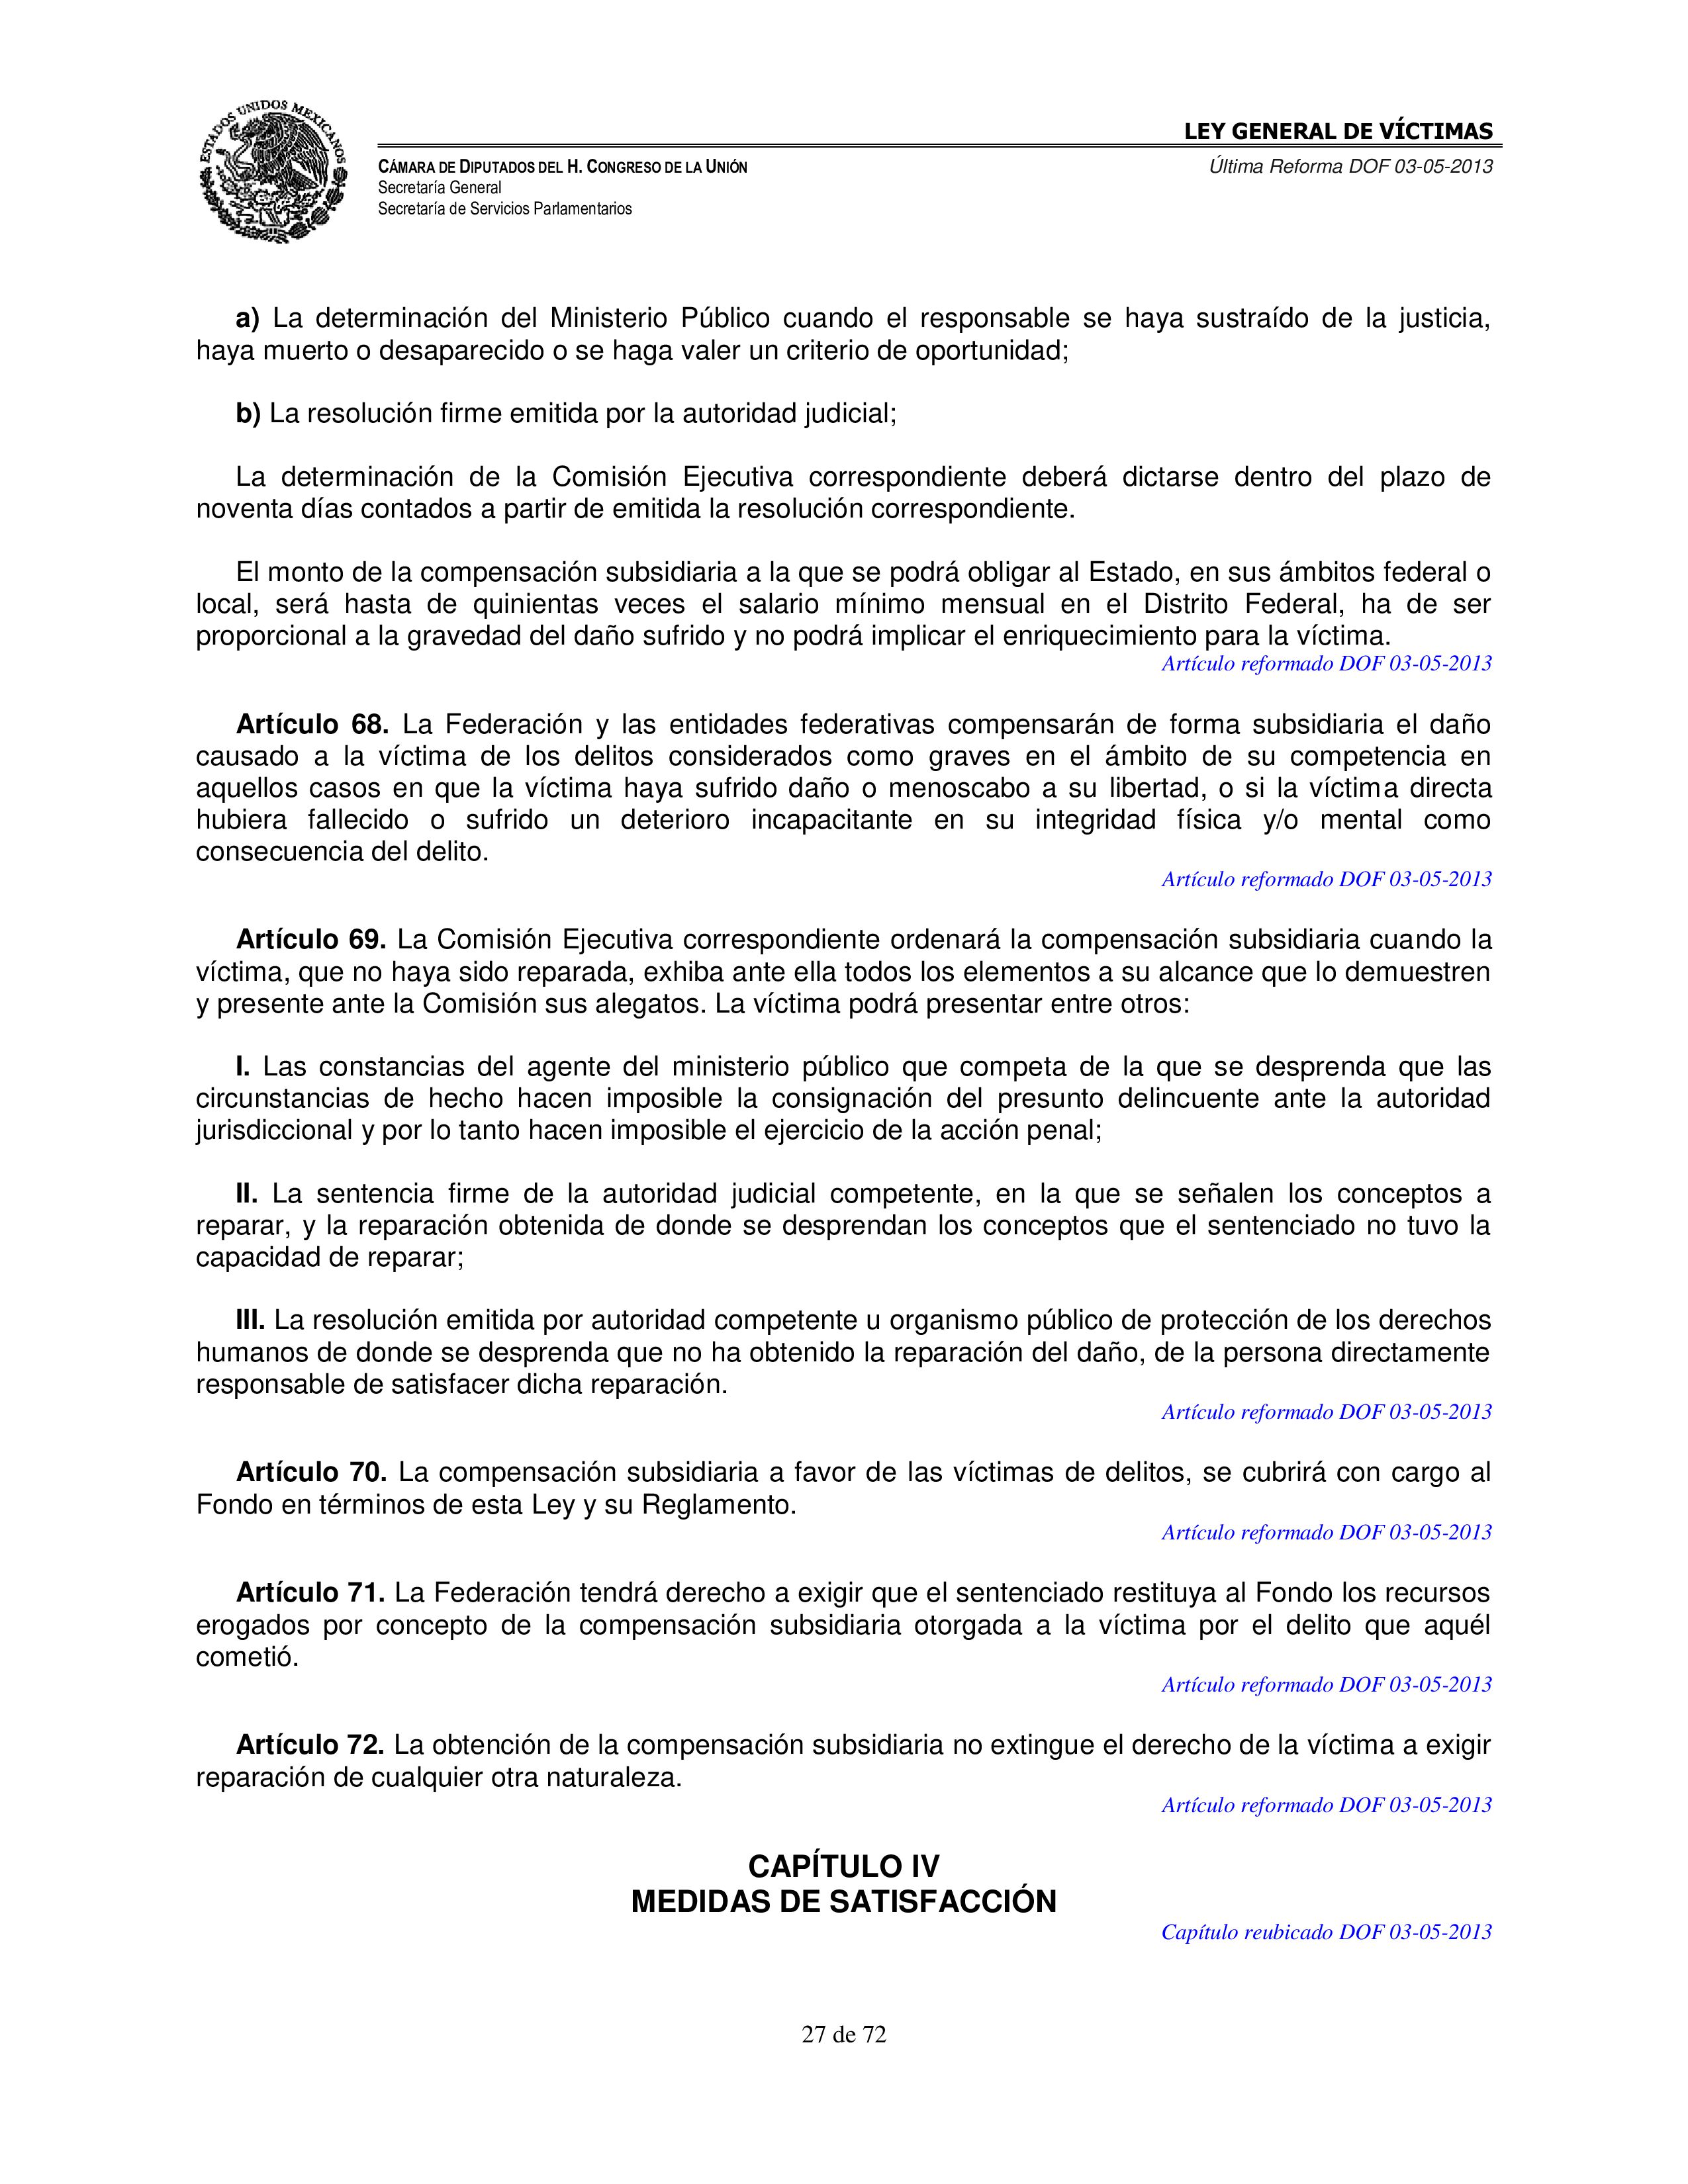 ESTADOS UNIDOS MEXICANOS
LEY GENERAL DE VÍCTIMAS
CÁMARA DE DIPUTADOS DEL H. CONGRESO DE LA UNIÓN
Última Reforma DOF 03-05-2013
Secretaría General
Secretaría de Servicios Parlamentarios
a) La determinación del Ministerio Público cuando el responsable se haya sustraído de la justicia,
haya muerto o desaparecido o se haga valer un criterio de oportunidad;
b) La resolución firme emitida por la autoridad judicial;
La determinación de la Comisión Ejecutiva correspondiente deberá dictarse dentro del plazo de
noventa días contados a partir de emitida la resolución correspondiente.
El monto de la compensación subsidiaria a la que se podrá obligar al Estado, en sus ámbitos federal o
local, será hasta de quinientas veces el salario mínimo mensual en el Distrito Federal, ha de ser
proporcional a la gravedad del daño sufrido y no podrá implicar el enriquecimiento para la víctima.
Artículo reformado DOF 03-05-2013
Artículo 68. La Federación y las entidades federativas compensarán de forma subsidiaria el daño
causado a la víctima de los delitos considerados como graves en el ámbito de su competencia en
aquellos casos en que la víctima haya sufrido daño o menoscabo a su libertad, o si la víctima directa
hubiera fallecido o sufrido un deterioro incapacitante en su integridad física y/o mental como
consecuencia del delito.
Artículo reformado DOF 03-05-2013
Artículo 69. La Comisión Ejecutiva correspondiente ordenará la compensación subsidiaria cuando la
víctima, que no haya sido reparada, exhiba ante ella todos los elementos a su alcance que lo demuestren
y presente ante la Comisión sus alegatos. La víctima podrá presentar entre otros:
I. Las constancias del agente del ministerio público que competa de la que se desprenda que las
circunstancias de hecho hacen imposible la consignación del presunto delincuente ante la autoridad
jurisdiccional y por lo tanto hacen imposible el ejercicio de la acción penal;
II. La sentencia firme de la autoridad judicial competente, en la que se señalen los conceptos a
reparar, y la reparación obtenida de donde se desprendan los conceptos que el sentenciado no tuvo la
capacidad de reparar;
III. La resolución emitida por autoridad competente u organismo público de protección de los derechos
humanos de donde se desprenda que no ha obtenido la reparación del daño, de la persona directamente
responsable de satisfacer dicha reparación.
Artículo reformado DOF 03-05-2013
Artículo 70. La compensación subsidiaria a favor de las víctimas de delitos, se cubrirá con cargo al
Fondo en términos de esta Ley y su Reglamento.
Artículo reformado DOF 03-05-2013
Artículo 71. La Federación tendrá derecho a exigir que el sentenciado restituya al Fondo los recursos
erogados por concepto de la compensación subsidiaria otorgada a la víctima por el delito que aquél
cometió.
Artículo reformado DOF 03-05-2013
Artículo 72. La obtención de la compensación subsidiaria no extingue el derecho de la víctima a exigir
reparación de cualquier otra naturaleza.
Artículo reformado DOF 03-05-2013
CAPÍTULO IV
MEDIDAS DE SATISFACCIÓN
Capítulo reubicado DOF 03-05-2013
27 de 72